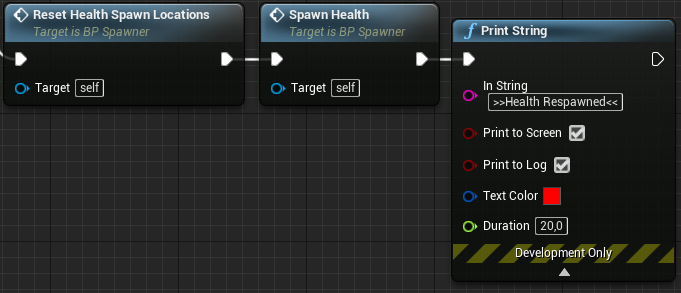 Reset Health Spawn Locations
Target is BP Spawner
Target self
Spawn Health
Target is BP Spawner
Target self
f Print String
In String
>>Health Respawned<<
Print to Screen
Print to Log
Text Color
Duration 20,0
Development Only